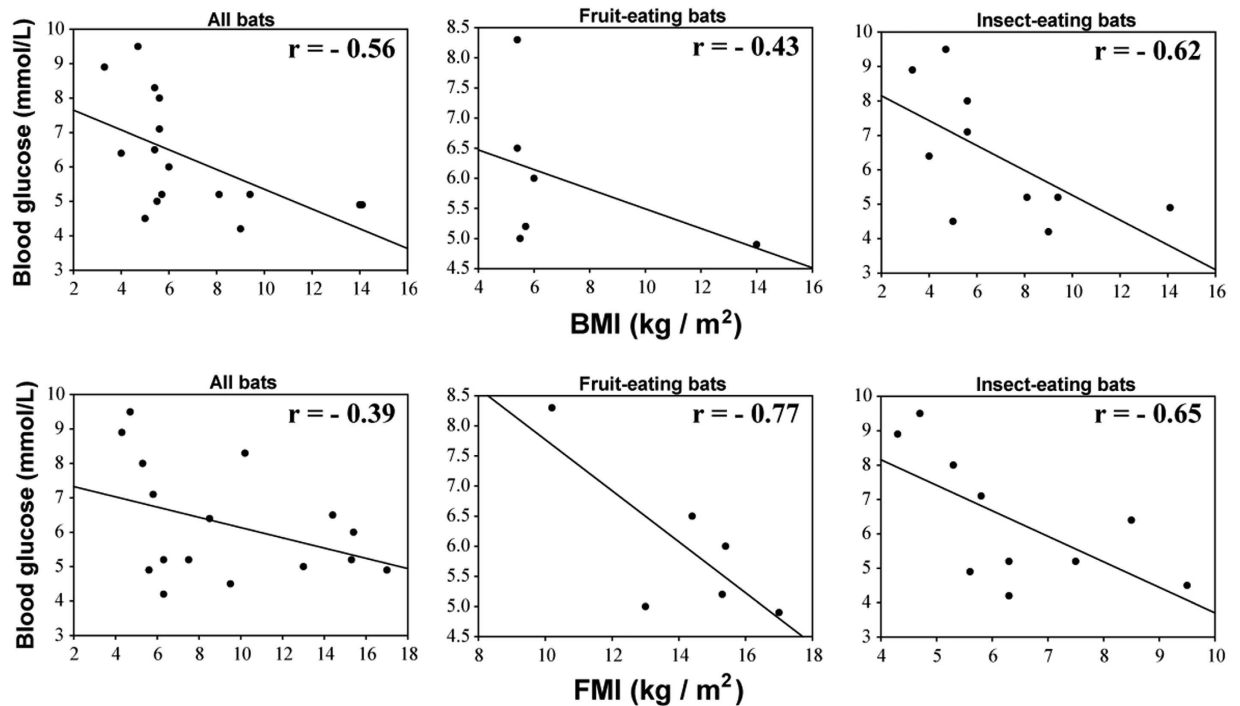 All bats
Fruit-eating bats
Insect-eating bats
r = - 0.56
r = - 0.43
r = - 0.62
Blood glucose (mmol/L)
10
9
8
7
6
5
4
3
2 4 6 8 10 12 14 16
8.5
8.0
7.5
7.0
6.5
6.0
5.5
5.0
4.5
4 6 8 10 12 14 16
10
9
8
7
6
5
4
3
2 4 6 8 10 12 14 16
BMI (kg / m²)
All bats
Fruit-eating bats
Insect-eating bats
r = - 0.39
r = - 0.77
r = - 0.65
Blood glucose (mmol/L)
10
9
8
7
6
5
4
3
2 4 6 8 10 12 14 16 18
8.5
8.0
7.5
7.0
6.5
6.0
5.5
5.0
4.5
8 10 12 14 16 18
10
9
8
7
6
5
4
3
4 5 6 7 8 9 10
FMI (kg / m²)